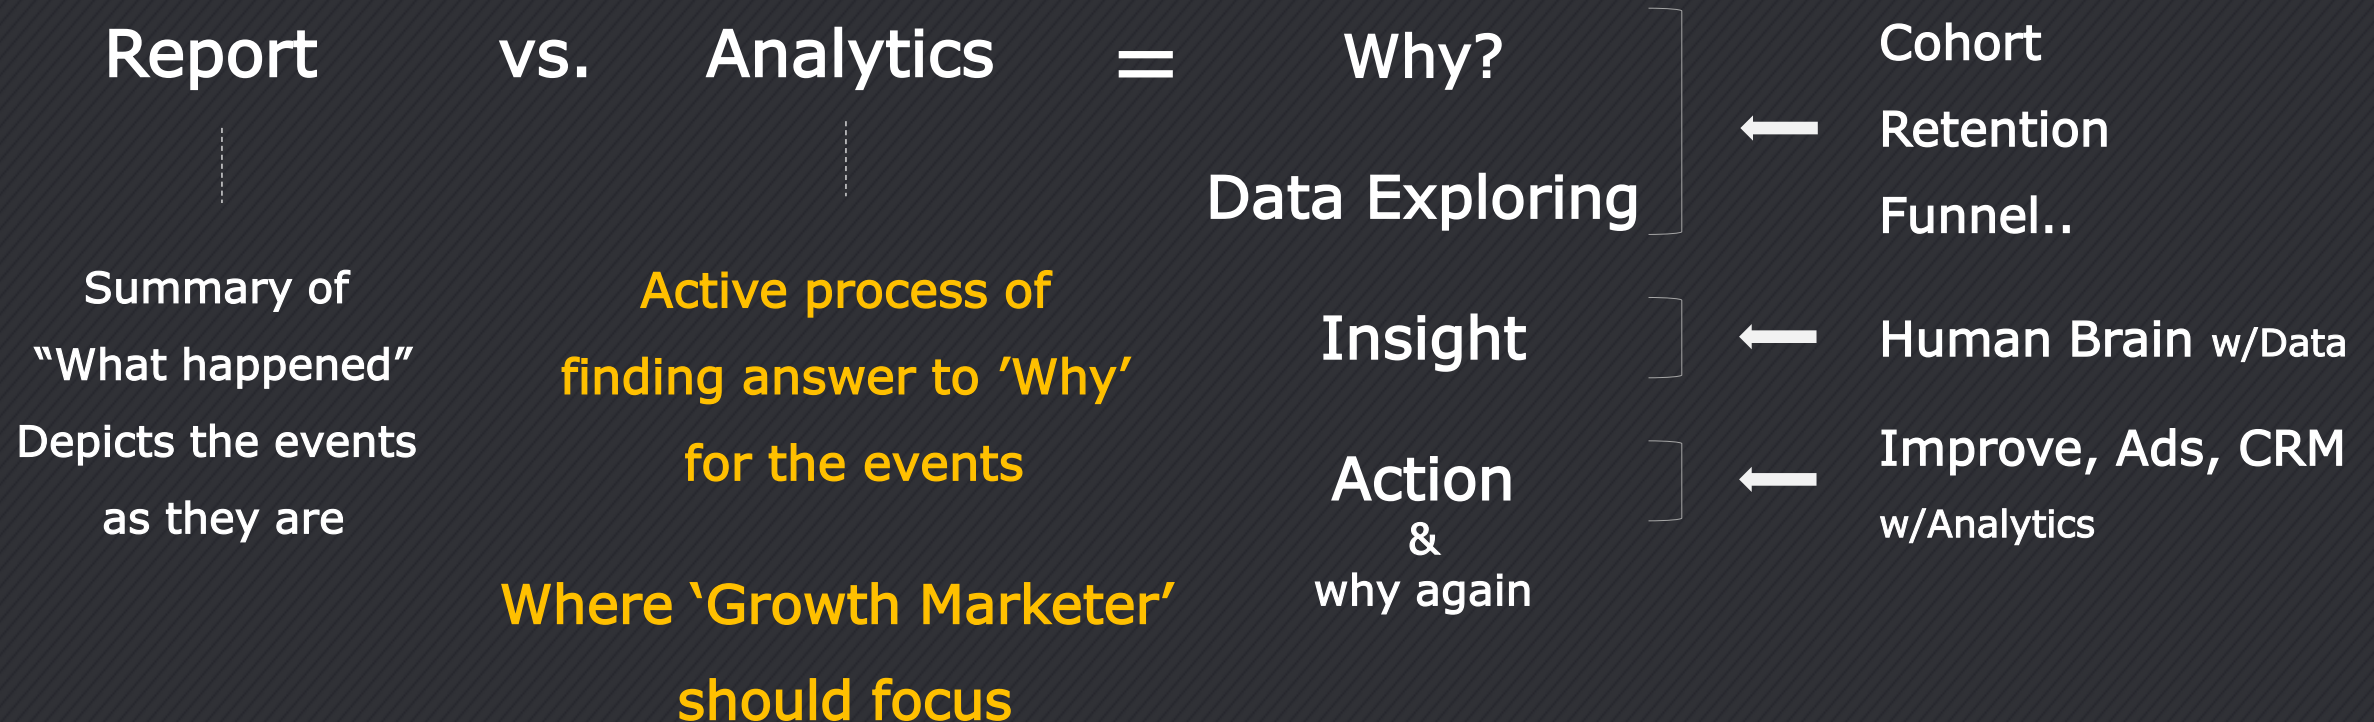 Report vs. Analytics = Why?
Data Exploring
Cohort
Retention
Funnel..
Summary of
“What happened”
Depicts the events
as they are
Active process of
finding answer to ’Why’
for the events
Where ‘Growth Marketer’
should focus
Insight
Human Brain w/Data
Action
&
why again
Improve, Ads, CRM
w/Analytics